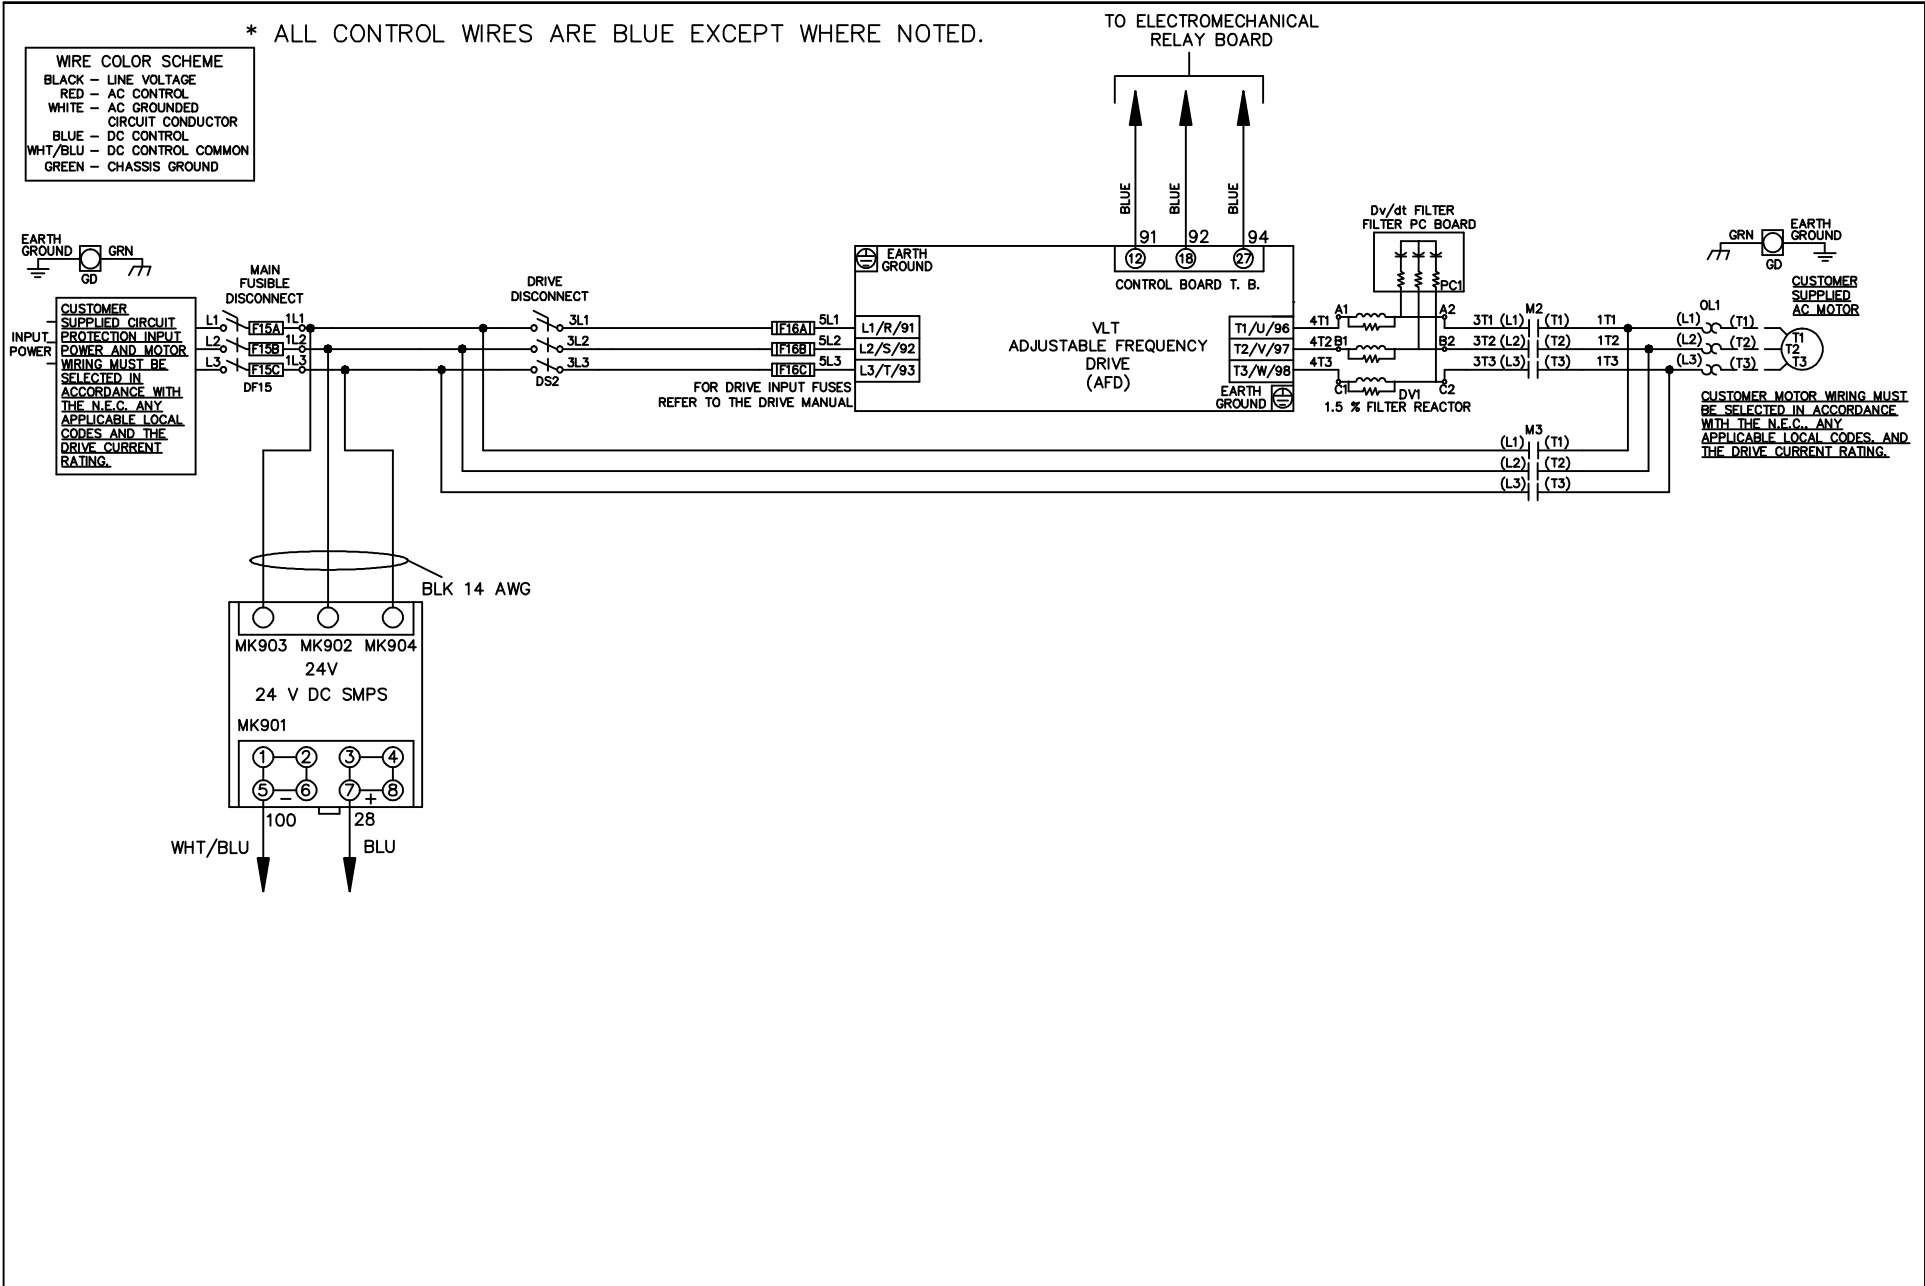 * ALL CONTROL WIRES ARE BLUE EXCEPT WHERE NOTED.
WIRE COLOR SCHEME
BLACK – LINE VOLTAGE
RED – AC CONTROL
WHITE – AC GROUNDED
CIRCUIT CONDUCTOR
BLUE – DC CONTROL
WHT/BLU – DC CONTROL COMMON
GREEN – CHASSIS GROUND
TO ELECTROMECHANICAL
RELAY BOARD
BLUE
BLUE
BLUE
91 92 94
12 18 27
CONTROL BOARD T. B.
EARTH
GROUND
GRN
GD
INPUT
POWER
CUSTOMER
SUPPLIED CIRCUIT
PROTECTION INPUT
POWER AND MOTOR
WIRING MUST BE
SELECTED IN
ACCORDANCE WITH
THE N.E.C. ANY
APPLICABLE LOCAL
CODES AND THE
DRIVE CURRENT
RATING.
MAIN
FUSIBLE
DISCONNECT
L1 F15A 1L1
L2 F15B 1L2
L3 F15C 1L3
DF15
DRIVE
DISCONNECT
3L1
3L2
3L3
DS2
F16A 5L1
F16B 5L2
F16C 5L3
FOR DRIVE INPUT FUSES
REFER TO THE DRIVE MANUAL
EARTH
GROUND
L1/R/91
L2/S/92
L3/T/93
VLT
ADJUSTABLE FREQUENCY
DRIVE
(AFD)
T1/U/96
T2/V/97
T3/W/98
EARTH
GROUND
Dv/dt FILTER
FILTER PC BOARD
PC1
4T1 A1 A2
4T2 B1 B2
4T3 C1 C2
DV1
1.5 % FILTER REACTOR
M2
3T1 (L1) (T1) 1T1
3T2 (L2) (T2) 1T2
3T3 (L3) (T3) 1T3
M3
(L1) (T1)
(L2) (T2)
(L3) (T3)
OL1
(L1) (T1)
(L2) (T2)
(L3) (T3)
T1
T2
T3
GRN
EARTH
GROUND
GD
CUSTOMER
SUPPLIED
AC MOTOR
CUSTOMER MOTOR WIRING MUST
BE SELECTED IN ACCORDANCE
WITH THE N.E.C., ANY
APPLICABLE LOCAL CODES, AND
THE DRIVE CURRENT RATING.
BLK 14 AWG
MK903 MK902 MK904
24V
24 V DC SMPS
MK901
1 2 3 4
5 6 7 8
– +
100 28
WHT/BLU BLU